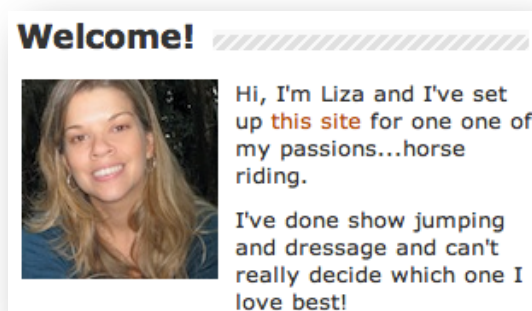 Welcome!
Hi, I'm Liza and I've set
up this site for one one of
my passions...horse
riding.
I've done show jumping
and dressage and can't
really decide which one I
love best!